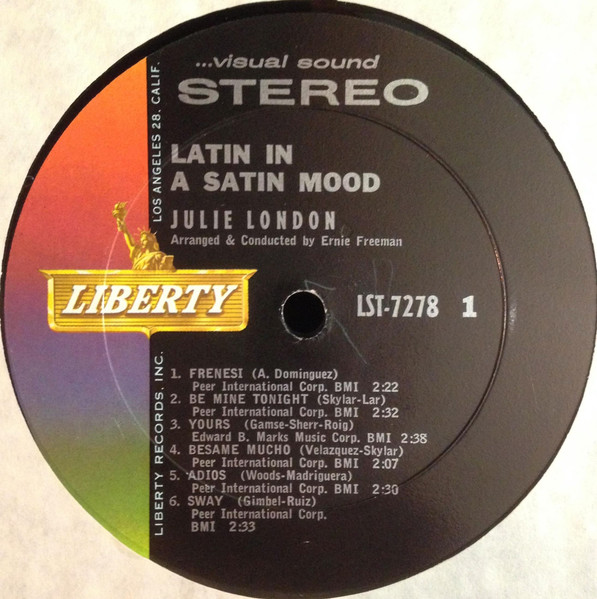 ...visual sound
STEREO
LATIN IN
A SATIN MOOD
JULIE LONDON
Arranged & Conducted by Ernie Freeman
LOS ANGELES 28, CALIF.
LIBERTY
LST-7278 1
LIBERTY RECORDS, INC.
1. FRENESI (A. Dominguez)
Peer International Corp. BMI 2:22
2. BE MINE TONIGHT (Skylar-Lar)
Peer International Corp. BMI 2:32
3. YOURS (Gamse-Sherr-Roig)
Edward B. Marks Music Corp. BMI 2:38
4. BESAME MUCHO (Velazquez-Skylar)
Peer International Corp. BMI 2:07
5. ADIOS (Woods-Madriguera)
Peer International Corp. BMI 2:30
6. SWAY (Gimbel-Ruiz)
Peer International Corp.
BMI 2:33